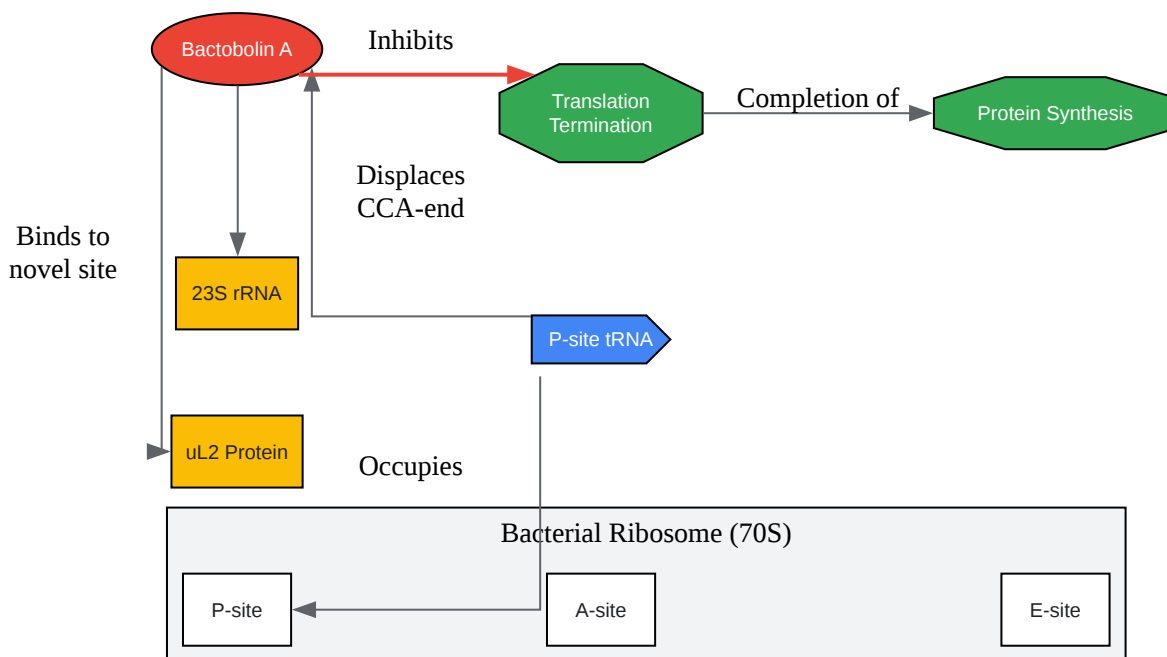 Bactobolin A
Inhibits
Translation
Termination
Completion of
Protein Synthesis
Displaces
CCA-end
Binds to
novel site
23S rRNA
P-site tRNA
uL2 Protein
Occupies
Bacterial Ribosome (70S)
P-site
A-site
E-site